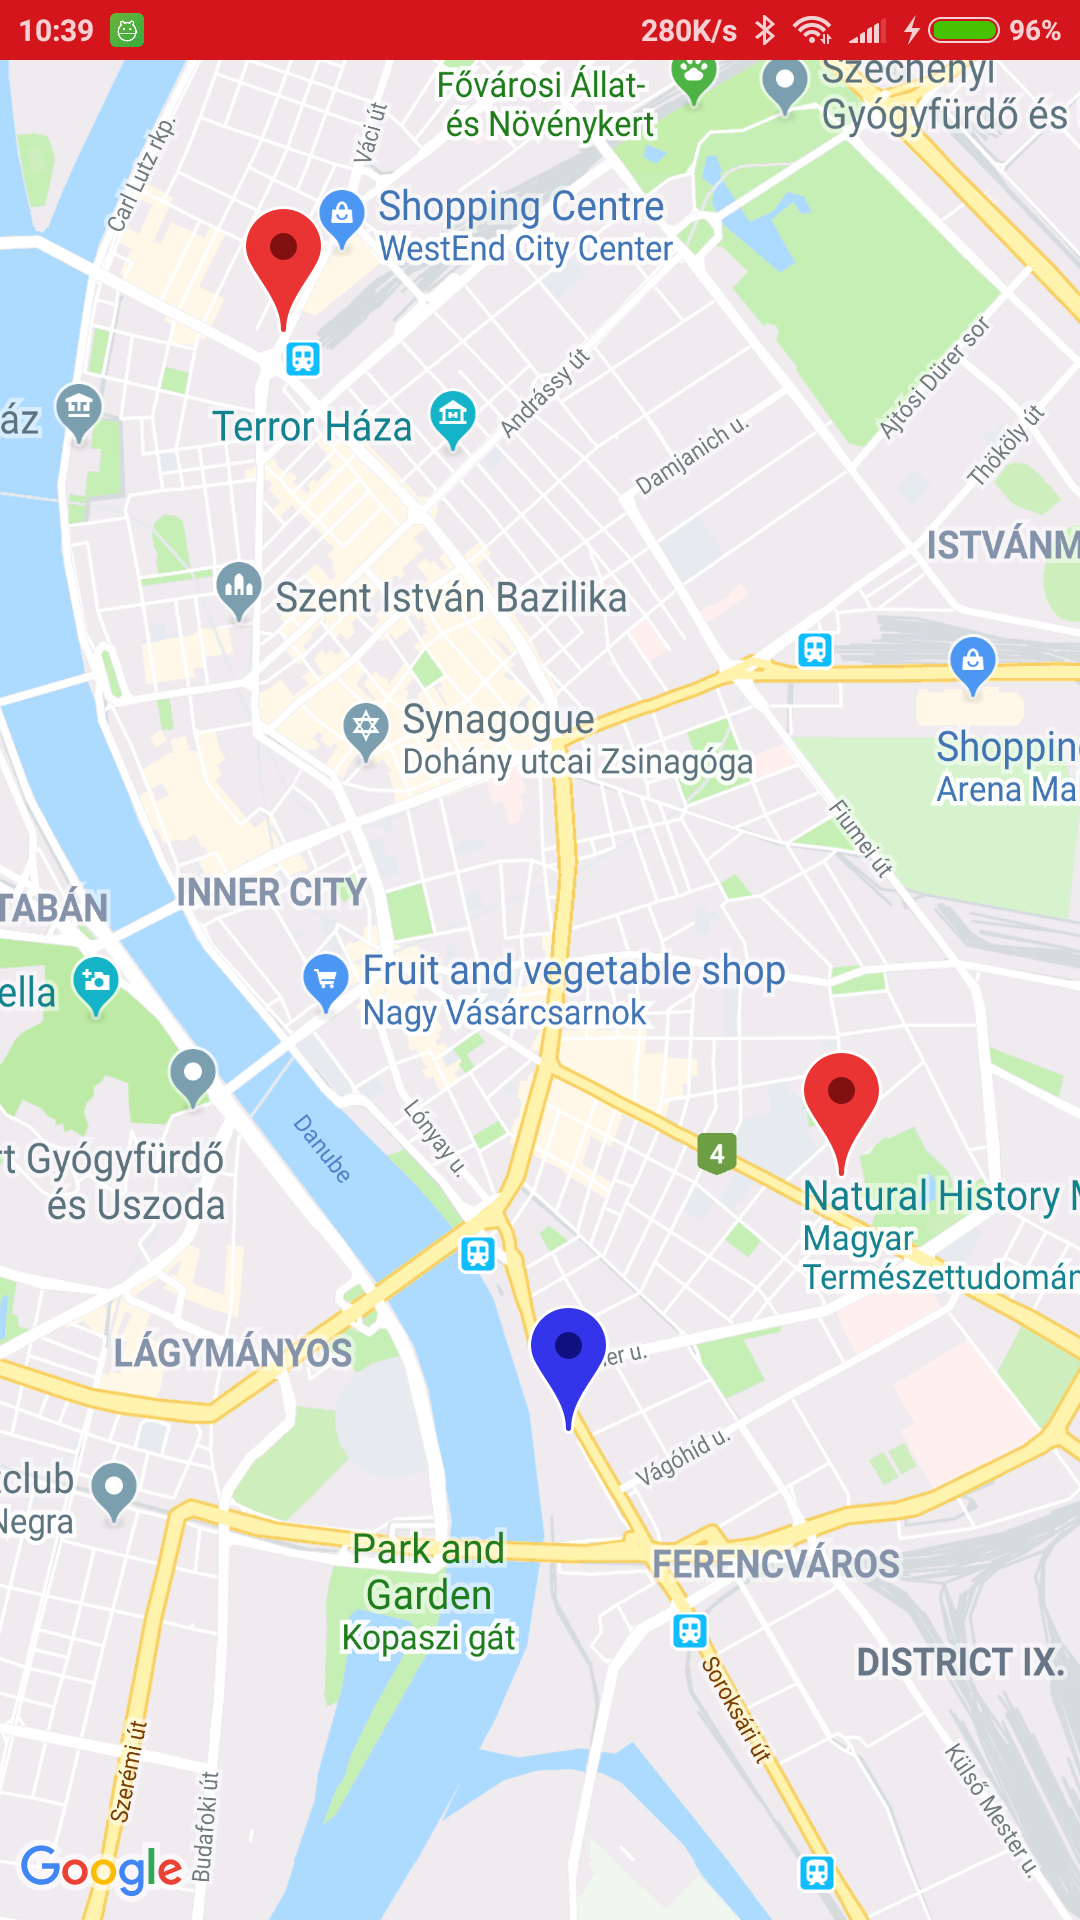 10:39
280K/s
96%
Széchenyi
Gyógyfürdő és
Fővárosi Állat-
és Növénykert
Váci út
Carl Lutz rkp.
Shopping Centre
WestEnd City Center
Andrássy út
Ajtósi Dürer sor
Thököly út
Damjanich u.
áz
Terror Háza
ISTVÁNM
Szent István Bazilika
Synagogue
Dohány utcai Zsinagóga
Shoppin
Arena Ma
Fiumei út
INNER CITY
TABÁN
ella
Fruit and vegetable shop
Nagy Vásárcsarnok
Danube
Lónyay u.
4
rt Gyógyfürdő
és Uszoda
Natural History M
Magyar
Természettudomán
LÁGYMÁNYOS
er u.
Vágóhíd u.
club
Negra
Park and
Garden
Kopaszi gát
FERENCVÁROS
DISTRICT IX.
Soroksári út
Szerémi út
Budafoki út
Külső Mester u.
Google